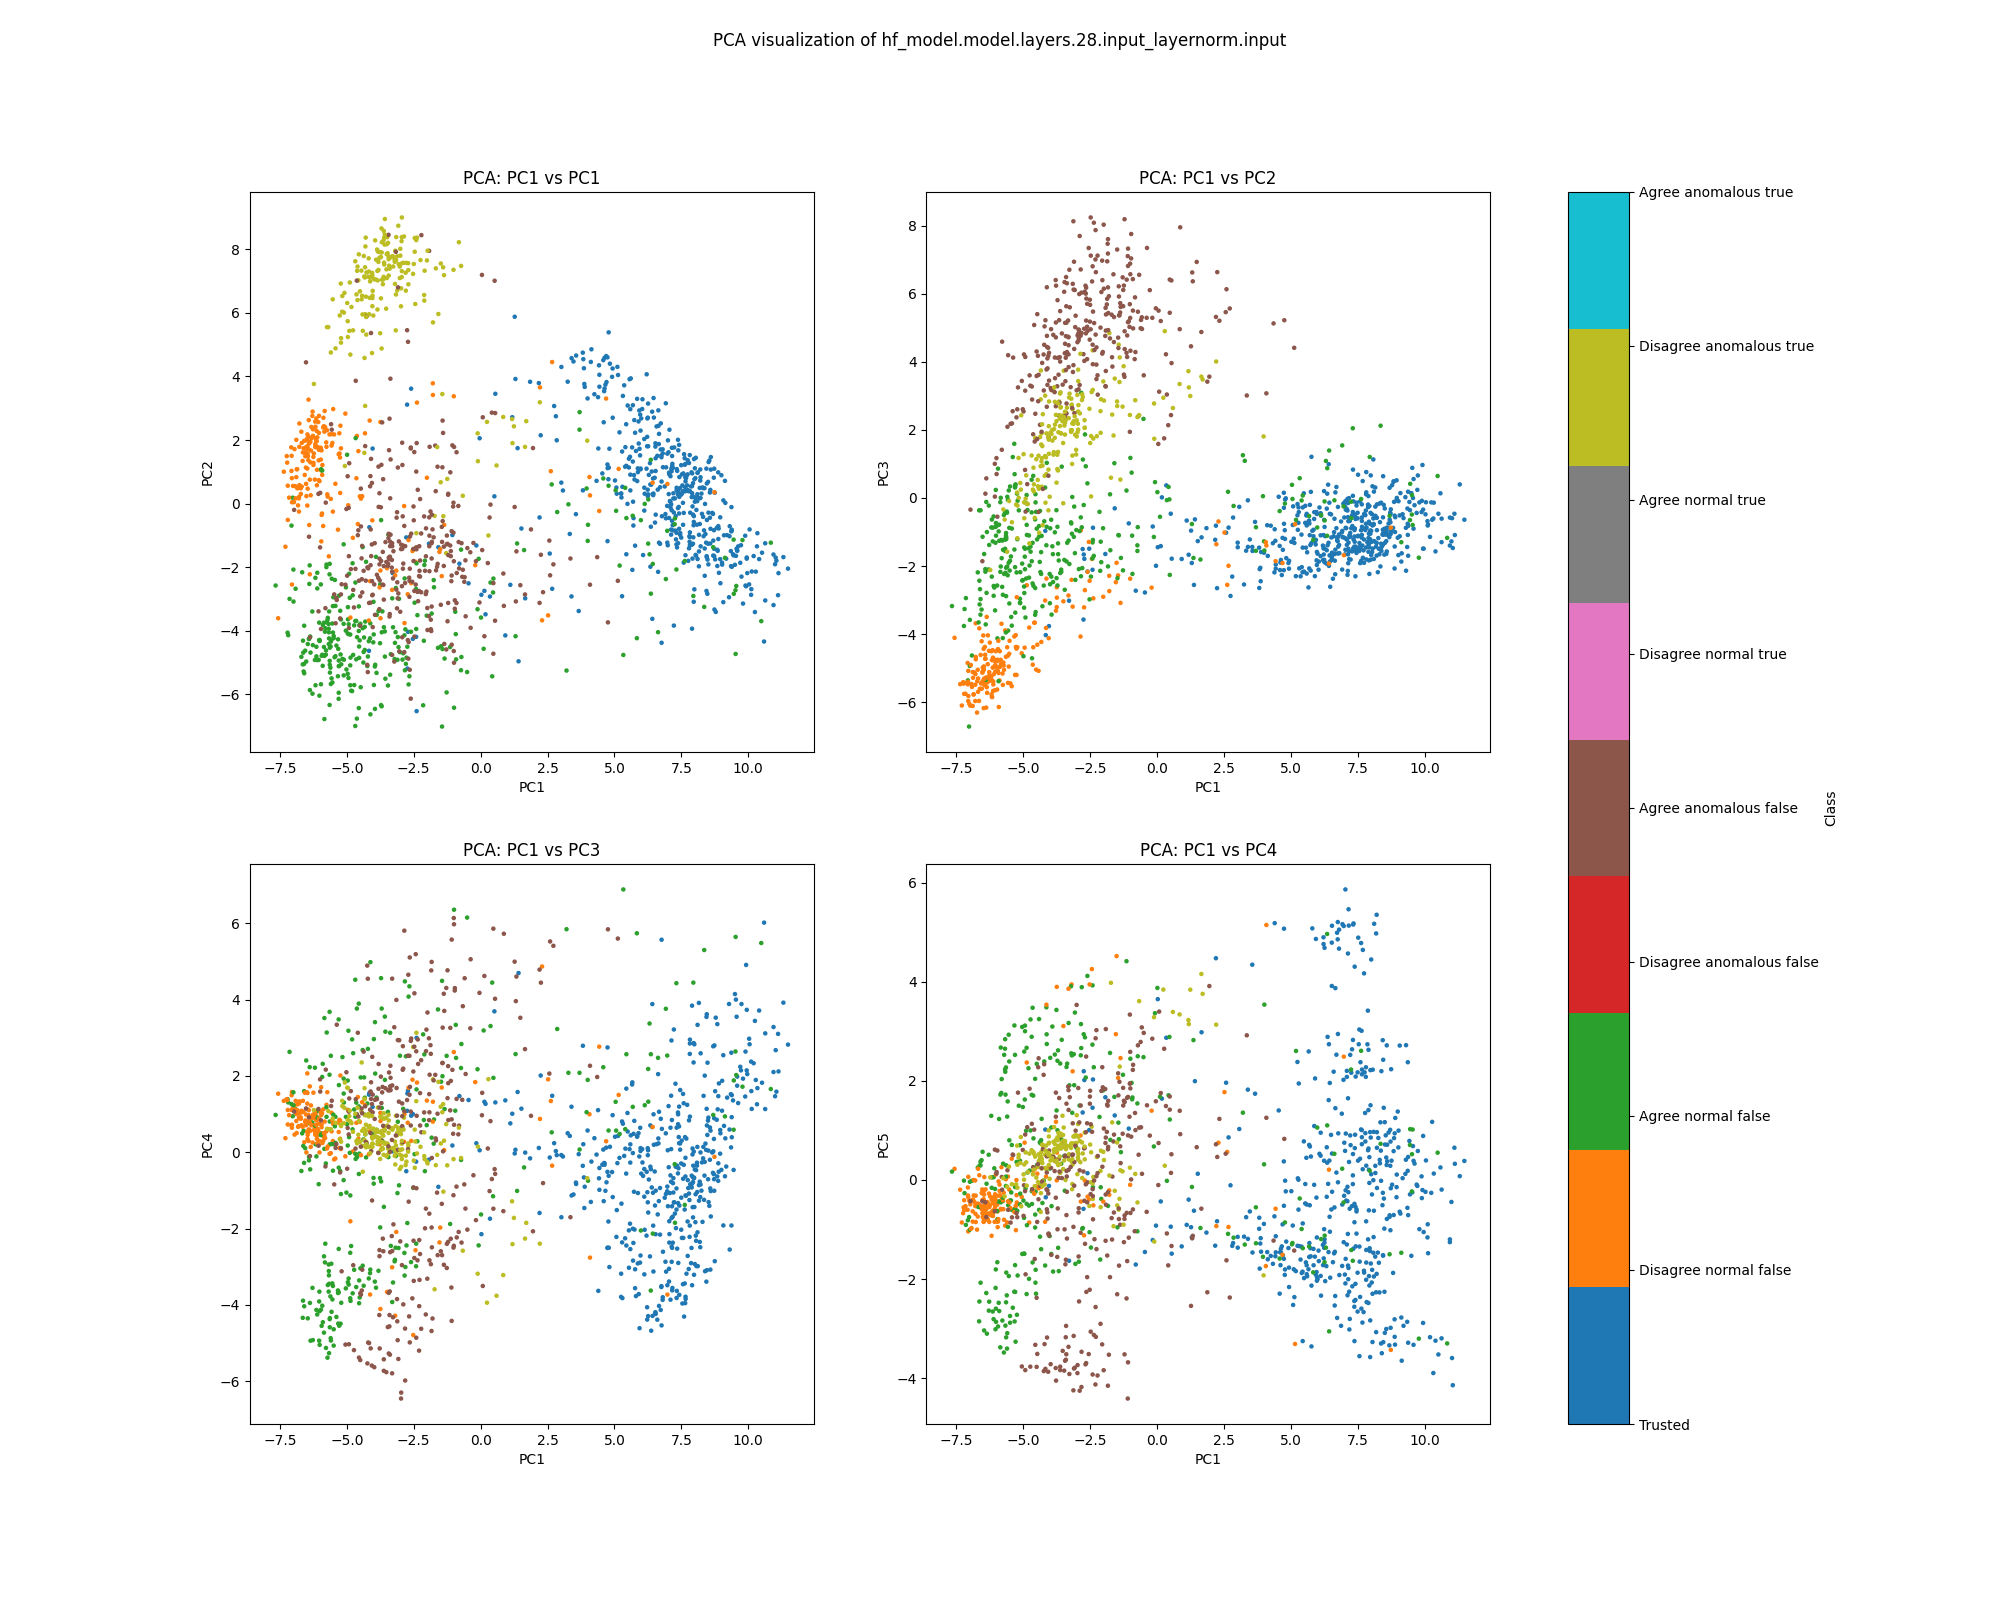 PCA visualization of hf_model.model.layers.28.input_layernorm.input
PCA: PC1 vs PC1
8
6
4
2
0
−2
−4
−6
PC2
−7.5 −5.0 −2.5 0.0 2.5 5.0 7.5 10.0
PC1
PCA: PC1 vs PC2
8
6
4
2
0
−2
−4
−6
PC3
−7.5 −5.0 −2.5 0.0 2.5 5.0 7.5 10.0
PC1
PCA: PC1 vs PC3
6
4
2
0
−2
−4
−6
PC4
−7.5 −5.0 −2.5 0.0 2.5 5.0 7.5 10.0
PC1
PCA: PC1 vs PC4
6
4
2
0
−2
−4
PC5
−7.5 −5.0 −2.5 0.0 2.5 5.0 7.5 10.0
PC1
Agree anomalous true
Disagree anomalous true
Agree normal true
Disagree normal true
Agree anomalous false
Disagree anomalous false
Agree normal false
Disagree normal false
Trusted
Class